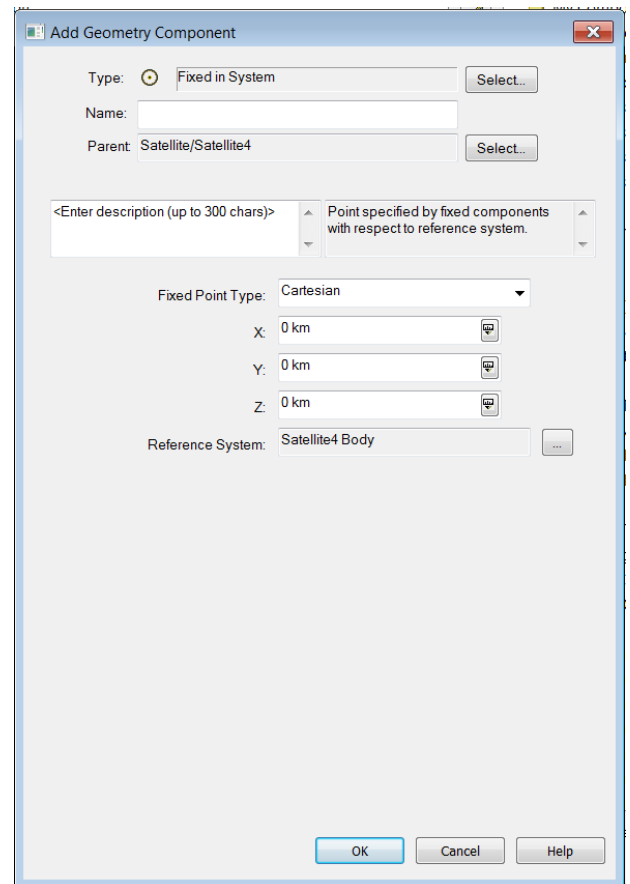 Add Geometry Component
Type: Fixed in System Select...
Name:
Parent: Satellite/Satellite4 Select...
<Enter description (up to 300 chars)>
Point specified by fixed components
with respect to reference system.
Fixed Point Type: Cartesian
X: 0 km
Y: 0 km
Z: 0 km
Reference System: Satellite4 Body ...
OK Cancel Help